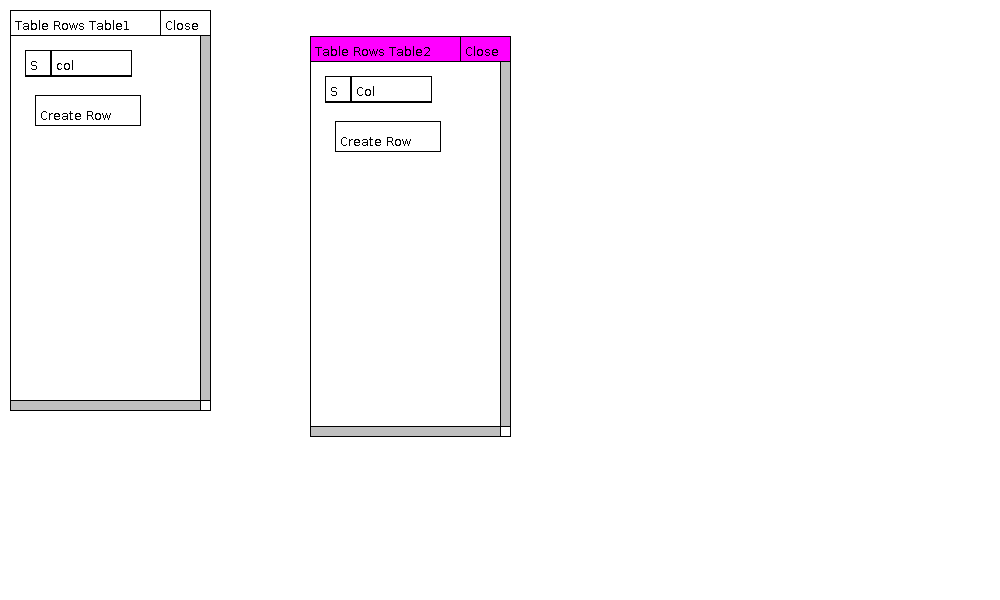 Table Rows Table1 Close
S col
Create Row
Table Rows Table2 Close
S Col
Create Row